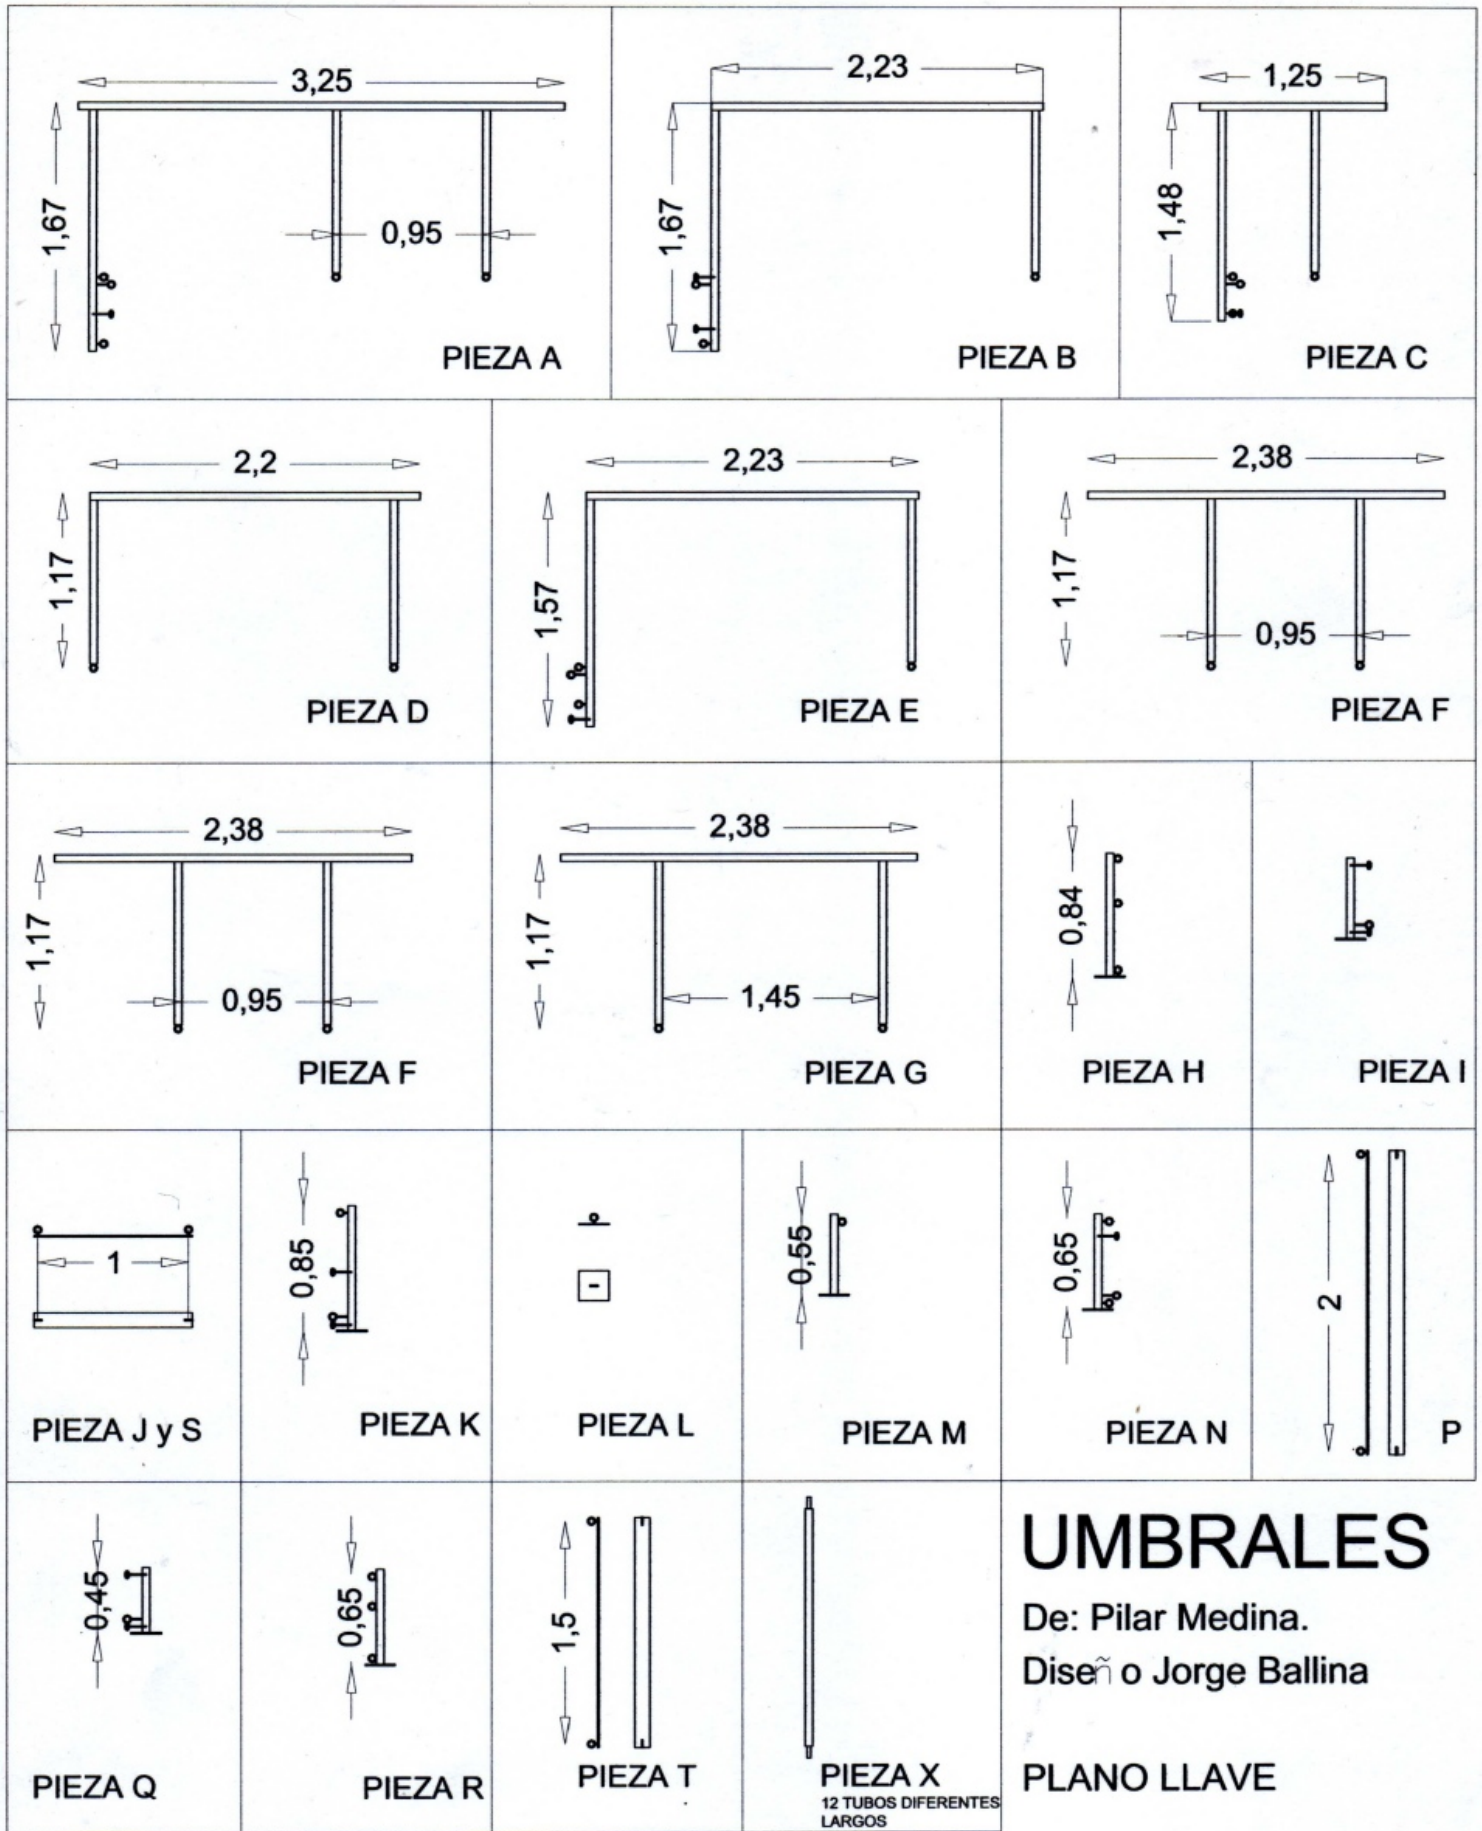 3,25
1,67
0,95
PIEZA A
2,23
1,67
PIEZA B
1,25
1,48
PIEZA C
2,2
1,17
PIEZA D
2,23
1,57
PIEZA E
2,38
1,17
0,95
PIEZA F
2,38
1,17
0,95
PIEZA F
2,38
1,17
1,45
PIEZA G
0,84
PIEZA H
PIEZA I
1
PIEZA J y S
0,85
PIEZA K
PIEZA L
0,55
PIEZA M
0,65
PIEZA N
2
P
0,45
PIEZA Q
0,65
PIEZA R
1,5
PIEZA T
PIEZA X
12 TUBOS DIFERENTES
LARGOS
UMBRALES
De: Pilar Medina.
Diseñ o Jorge Ballina
PLANO LLAVE